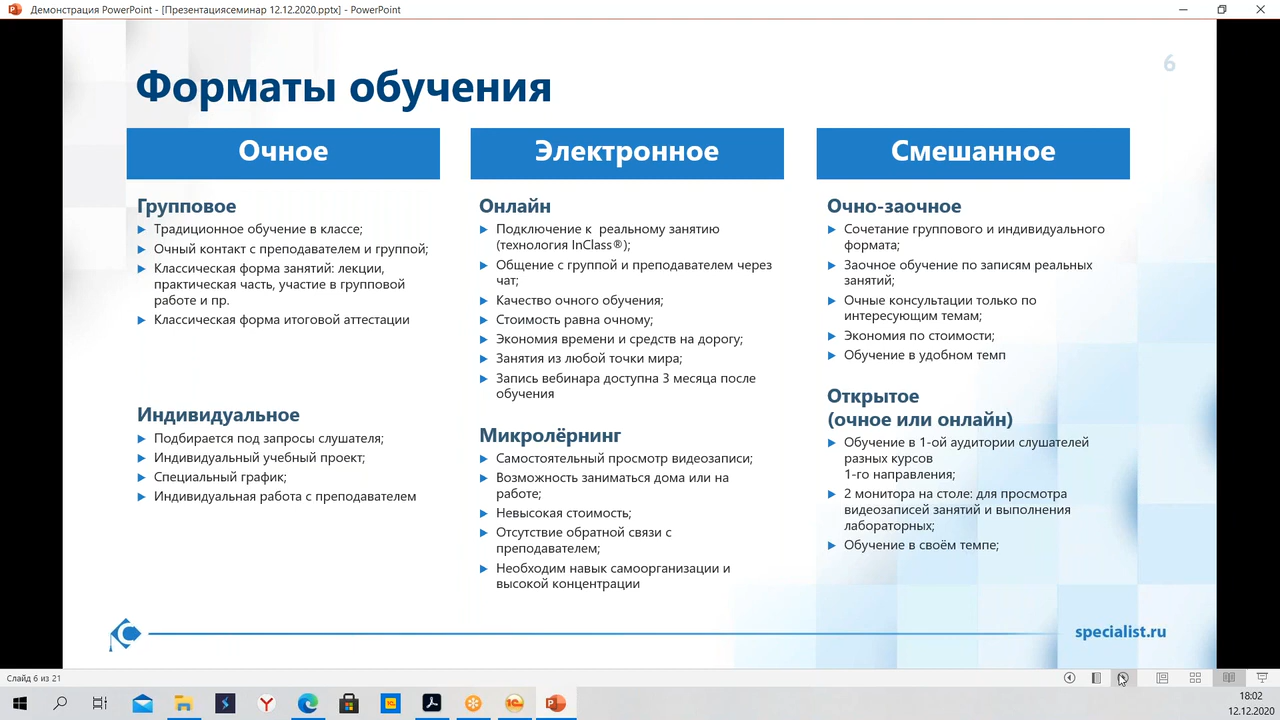 Демонстрация PowerPoint - [Презентациясеминар 12.12.2020.pptx] - PowerPoint
6
Форматы обучения
Очное
Групповое
Традиционное обучение в классе;
Очный контакт с преподавателем и группой;
Классическая форма занятий: лекции,
практическая часть, участие в групповой
работе и пр.
Классическая форма итоговой аттестации
Индивидуальное
Подбирается под запросы слушателя;
Индивидуальный учебный проект;
Специальный график;
Индивидуальная работа с преподавателем
Электронное
Онлайн
Подключение к реальному занятию
(технология InClass®);
Общение с группой и преподавателем через
чат;
Качество очного обучения;
Стоимость равна очному;
Экономия времени и средств на дорогу;
Занятия из любой точки мира;
Запись вебинара доступна 3 месяца после
обучения
Микролёрнинг
Самостоятельный просмотр видеозаписи;
Возможность заниматься дома или на
работе;
Невысокая стоимость;
Отсутствие обратной связи с
преподавателем;
Необходим навык самоорганизации и
высокой концентрации
Смешанное
Очно-заочное
Сочетание группового и индивидуального
формата;
Заочное обучение по записям реальных
занятий;
Очные консультации только по
интересующим темам;
Экономия по стоимости;
Обучение в удобном темп
Открытое
(очное или онлайн)
Обучение в 1-ой аудитории слушателей
разных курсов
1-го направления;
2 монитора на столе: для просмотра
видеозаписей занятий и выполнения
лабораторных;
Обучение в своём темпе;
specialist.ru
Слайд 6 из 21
18:02
12.12.2020